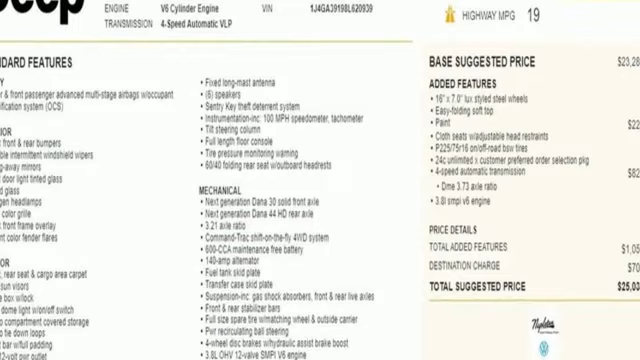 Jeep
ENGINE V6 Cylinder Engine VIN
TRANSMISSION 4-Speed Automatic VLP
HIGHWAY MPG 19
NDARD FEATURES
Y
r & front passenger advanced multi-stage airbags w/occupant
ification system (OCS)
IOR
front & rear bumpers
ble intermittent windshield wipers
g mast
door light tinted glass
d glass
gen headlamps
color grille
front frame overlay
nt color fender flares
OR
, rear seat & cargo area carpet
sun visors
e box w/lock
dome light w/on/off switch
p compartment covered storage
o tie down loops
t bar w/full padding
12-volt pwr outlet
• Fixed long-mast antenna
• (6) speakers
• Sentry Key theft deterrent system
• Instrumentation-inc: 100 MPH speedometer, tachometer
• Tilt steering column
• Full length floor console
• Tire pressure monitoring warning
• 60/40 folding rear seat w/outboard headrests
MECHANICAL
• Next generation Dana 30 solid front axle
• Next generation Dana 44 HD rear axle
• 3.21 axle ratio
• Command-Trac shift-on-the-fly 4WD system
• 600-CCA maintenance free battery
• 140-amp alternator
• Fuel tank skid plate
• Transfer case skid plate
• Suspension-inc: gas shock absorbers, front & rear live axles
• Front & rear stabilizer bars
• Full size spare tire w/matching wheel & outside carrier
• Pwr recirculating ball steering
• 4-wheel disc brakes w/hydraulic assist brake boost
• 3.8L OHV 12-valve SMPI V6 engine
BASE SUGGESTED PRICE $23,28
ADDED FEATURES
• 16" x 7.0" lux styled steel wheels
• Easy-folding soft top
• Paint $22
• Cloth seats w/adjustable head restraints
• P225/75r16 on/off-road bsw tires
• 24c unlimited x customer preferred order selection pkg
• 4-speed automatic transmission $82
• Dme 3.73 axle ratio
• 3.8l smpi v6 engine
PRICE DETAILS
TOTAL ADDED FEATURES $1,05
DESTINATION CHARGE $70
TOTAL SUGGESTED PRICE $25,03
Napleton